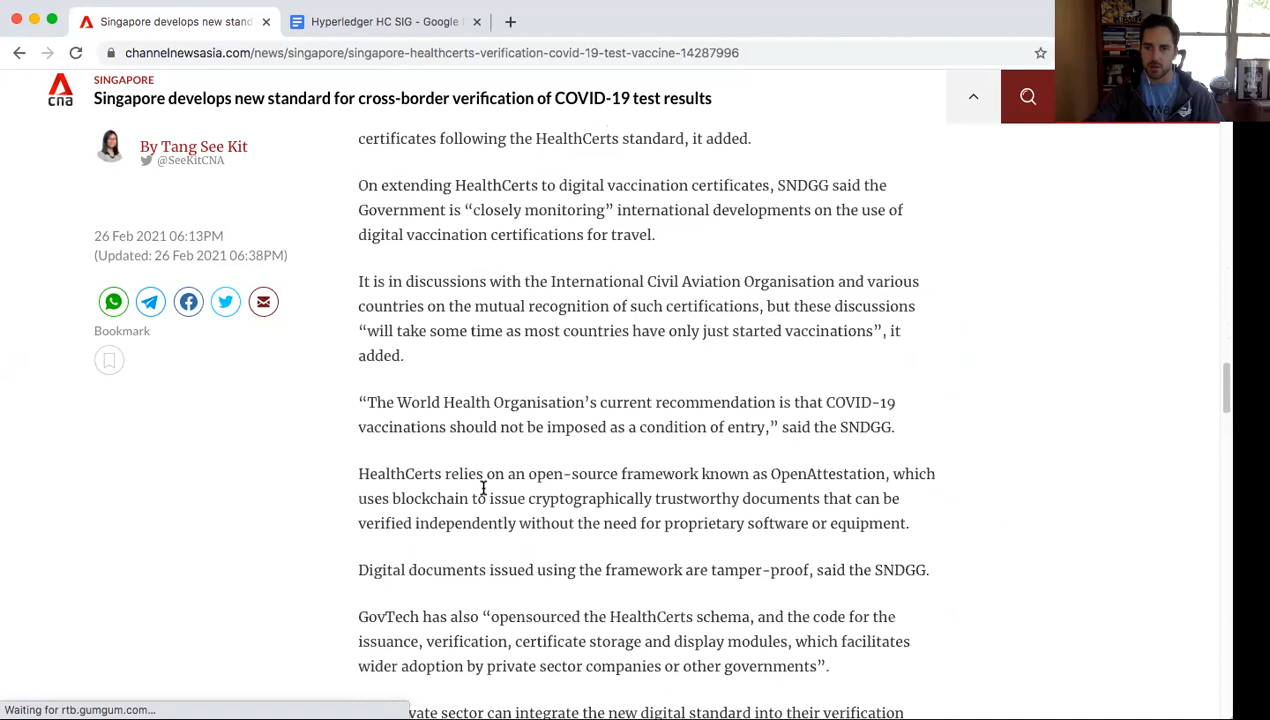 Singapore develops new stand
Hyperledger HC SIG - Google
channelnewsasia.com/news/singapore/singapore-healthcerts-verification-covid-19-test-vaccine-14287996
cna
SINGAPORE
Singapore develops new standard for cross-border verification of COVID-19 test results
By Tang See Kit
@SeeKitCNA
26 Feb 2021 06:13PM
(Updated: 26 Feb 2021 06:38PM)
Bookmark
certificates following the HealthCerts standard, it added.
On extending HealthCerts to digital vaccination certificates, SNDGG said the
Government is “closely monitoring” international developments on the use of
digital vaccination certifications for travel.
It is in discussions with the International Civil Aviation Organisation and various
countries on the mutual recognition of such certifications, but these discussions
“will take some time as most countries have only just started vaccinations”, it
added.
“The World Health Organisation’s current recommendation is that COVID-19
vaccinations should not be imposed as a condition of entry,” said the SNDGG.
HealthCerts relies on an open-source framework known as OpenAttestation, which
uses blockchain to issue cryptographically trustworthy documents that can be
verified independently without the need for proprietary software or equipment.
Digital documents issued using the framework are tamper-proof, said the SNDGG.
GovTech has also “opensourced the HealthCerts schema, and the code for the
issuance, verification, certificate storage and display modules, which facilitates
wider adoption by private sector companies or other governments”.
sector can integrate the new digital standard into their verification
Waiting for rtb.gumgum.com...